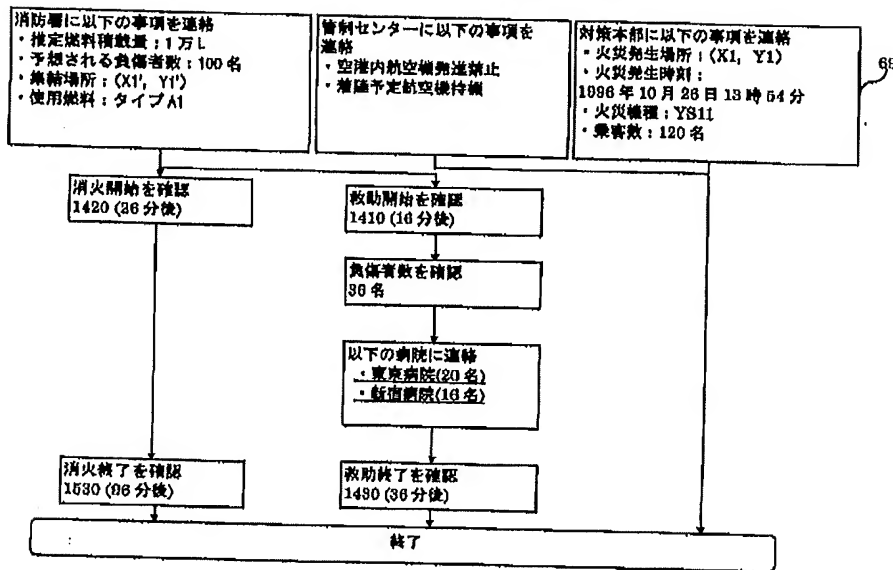 消防署に以下の事項を連絡
・推定燃料積載量：1万L
・予想される負傷者数：100名
・集結場所：(X1', Y1')
・使用燃料：タイプA1
管制センターに以下の事項を
連絡
・空港内航空機発進禁止
・着陸予定航空機待機
対策本部に以下の事項を連絡
・火災発生場所：(X1, Y1)
・火災発生時刻：
1996年10月26日13時54分
・火災機種：YS11
・乗客数：120名
消火開始を確認
1420 (26分後)
救助開始を確認
1410 (16分後)
負傷者数を確認
36名
以下の病院に連絡
・東京病院(20名)
・新宿病院(16名)
消火終了を確認
1530 (96分後)
救助終了を確認
1430 (36分後)
終了